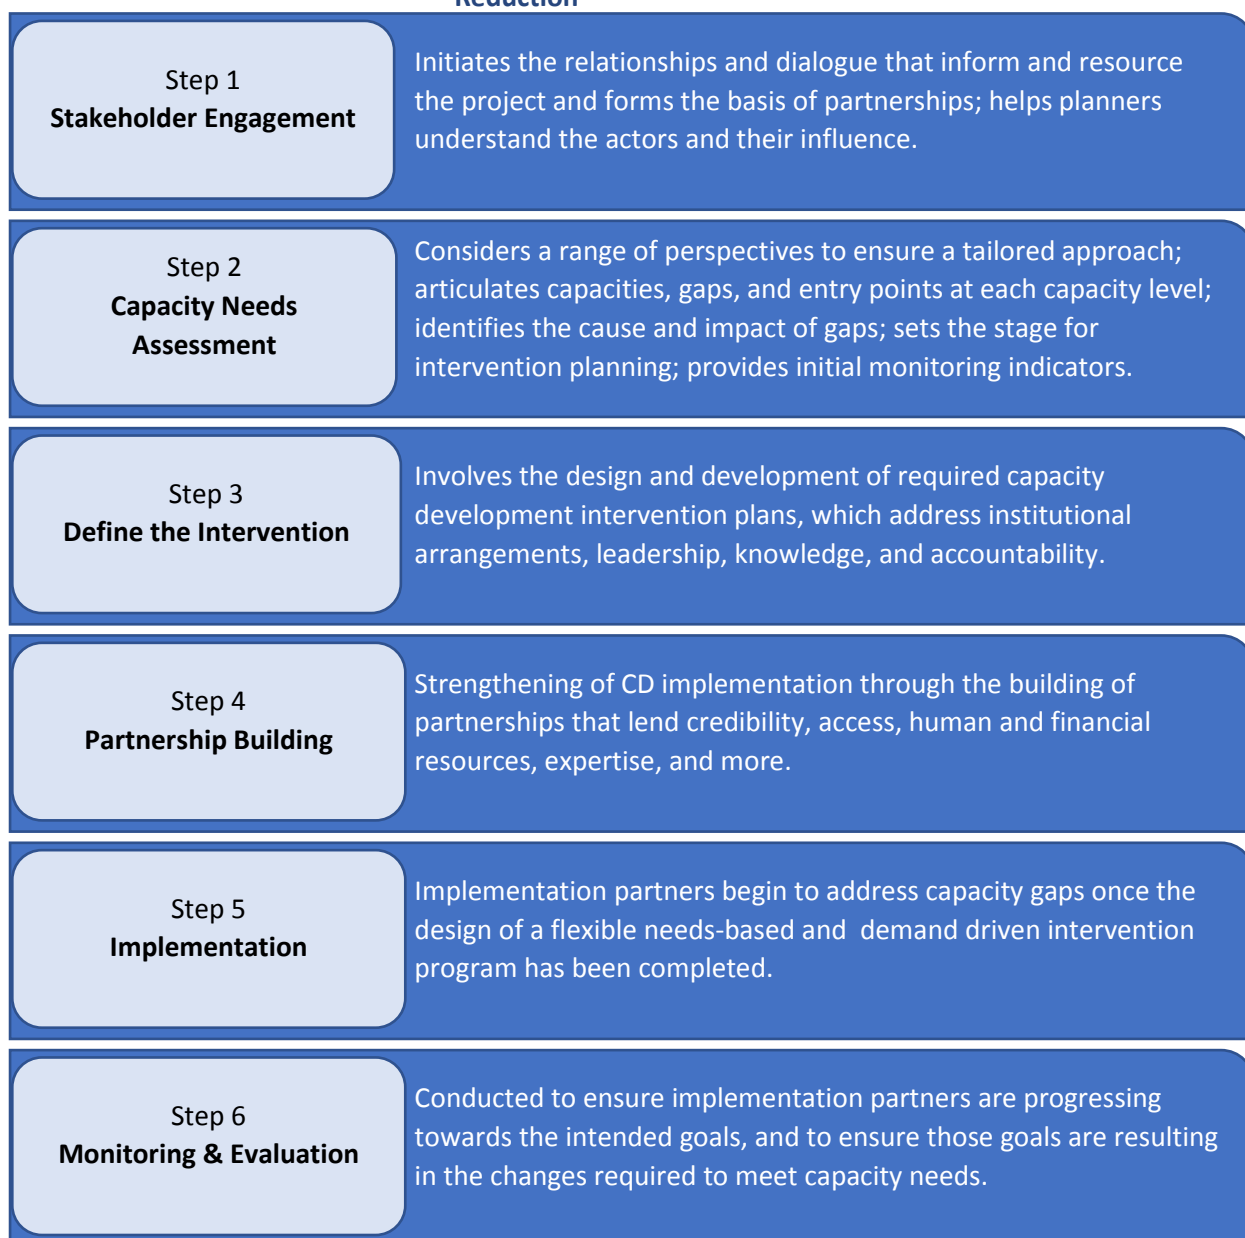 Reduction
Step 1
Stakeholder Engagement
Initiates the relationships and dialogue that inform and resource
the project and forms the basis of partnerships; helps planners
understand the actors and their influence.
Step 2
Capacity Needs
Assessment
Considers a range of perspectives to ensure a tailored approach;
articulates capacities, gaps, and entry points at each capacity level;
identifies the cause and impact of gaps; sets the stage for
intervention planning; provides initial monitoring indicators.
Step 3
Define the Intervention
Involves the design and development of required capacity
development intervention plans, which address institutional
arrangements, leadership, knowledge, and accountability.
Step 4
Partnership Building
Strengthening of CD implementation through the building of
partnerships that lend credibility, access, human and financial
resources, expertise, and more.
Step 5
Implementation
Implementation partners begin to address capacity gaps once the
design of a flexible needs-based and  demand driven intervention
program has been completed.
Step 6
Monitoring & Evaluation
Conducted to ensure implementation partners are progressing
towards the intended goals, and to ensure those goals are resulting
in the changes required to meet capacity needs.